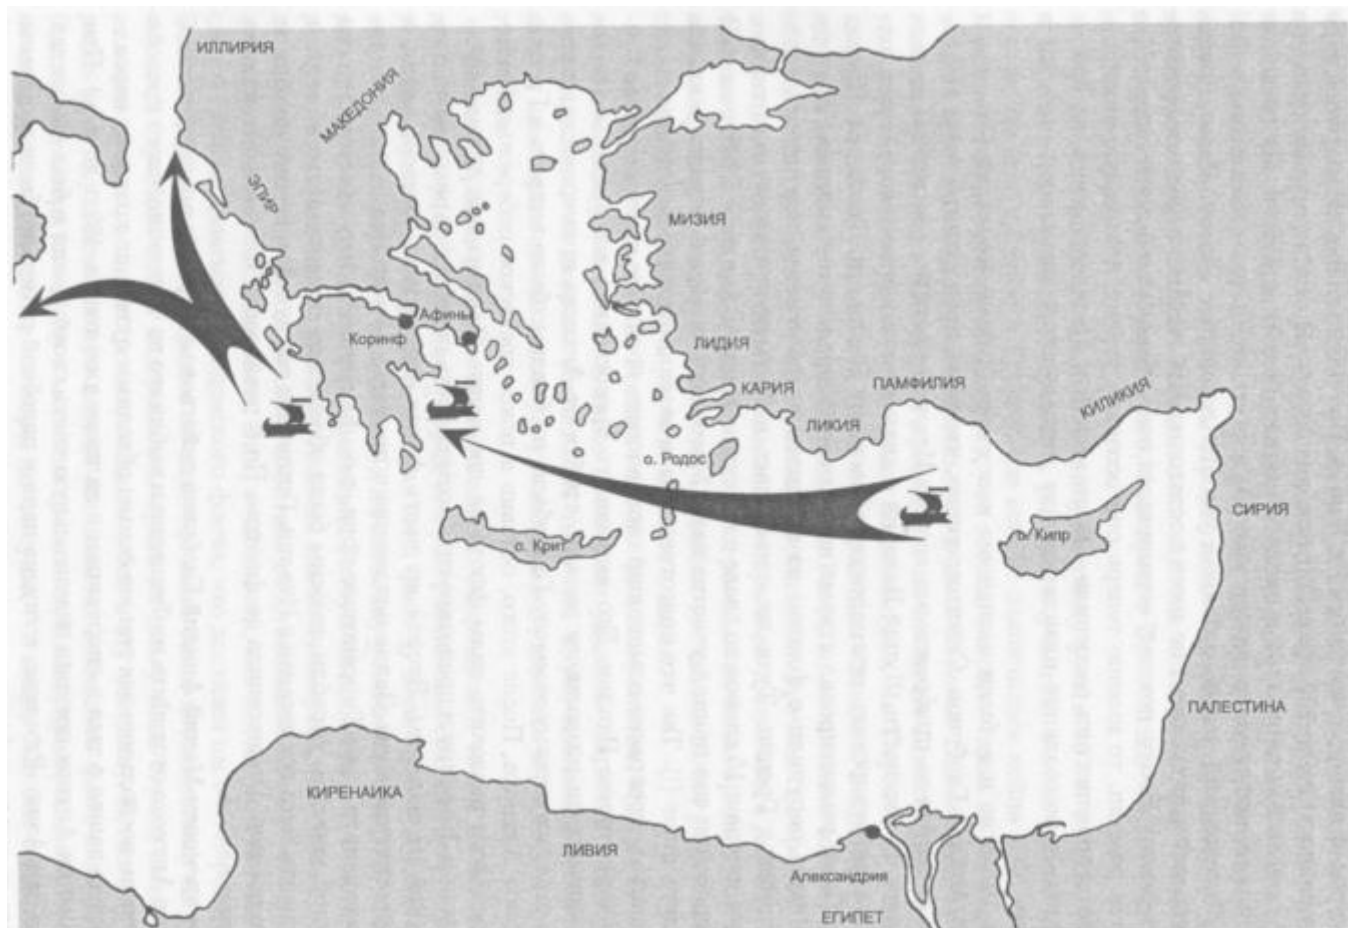 ИЛЛИРИЯ
МАКЕДОНИЯ
ЭПИР
МИЗИЯ
Афины
Коринф
ЛИДИЯ
КАРИЯ
ПАМФИЛИЯ
КИЛИКИЯ
ЛИКИЯ
о. Родос
СИРИЯ
о. Крит
о. Кипр
ПАЛЕСТИНА
КИРЕНАИКА
ЛИВИЯ
Александрия
ЕГИПЕТ